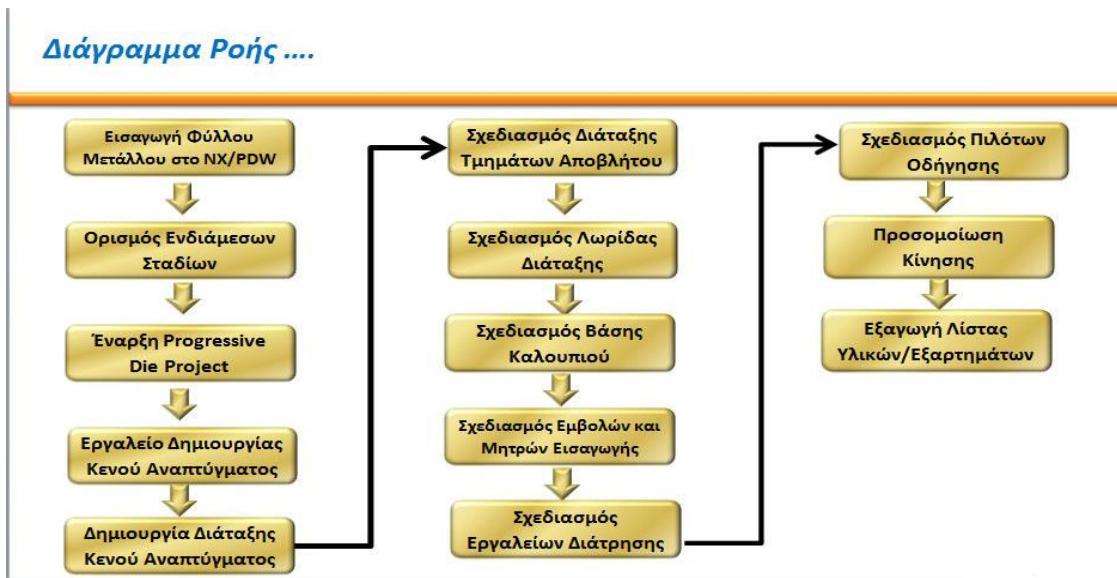 Διάγραμμα Ροής ....
Εισαγωγή Φύλλου
Μετάλλου στο NX/PDW
Ορισμός Ενδιάμεσων
Σταδίων
Έναρξη Progressive
Die Project
Εργαλείο Δημιουργίας
Κενού Αναπτύγματος
Δημιουργία Διάταξης
Κενού Αναπτύγματος
Σχεδιασμός Διάταξης
Τμημάτων Αποβλήτου
Σχεδιασμός Λωρίδας
Διάταξης
Σχεδιασμός Βάσης
Καλουπιού
Σχεδιασμός Εμβολών και
Μητρών Εισαγωγής
Σχεδιασμός
Εργαλείων Διάτρησης
Σχεδιασμός Πιλότων
Οδήγησης
Προσομοίωση
Κίνησης
Εξαγωγή Λίστας
Υλικών/Εξαρτημάτων